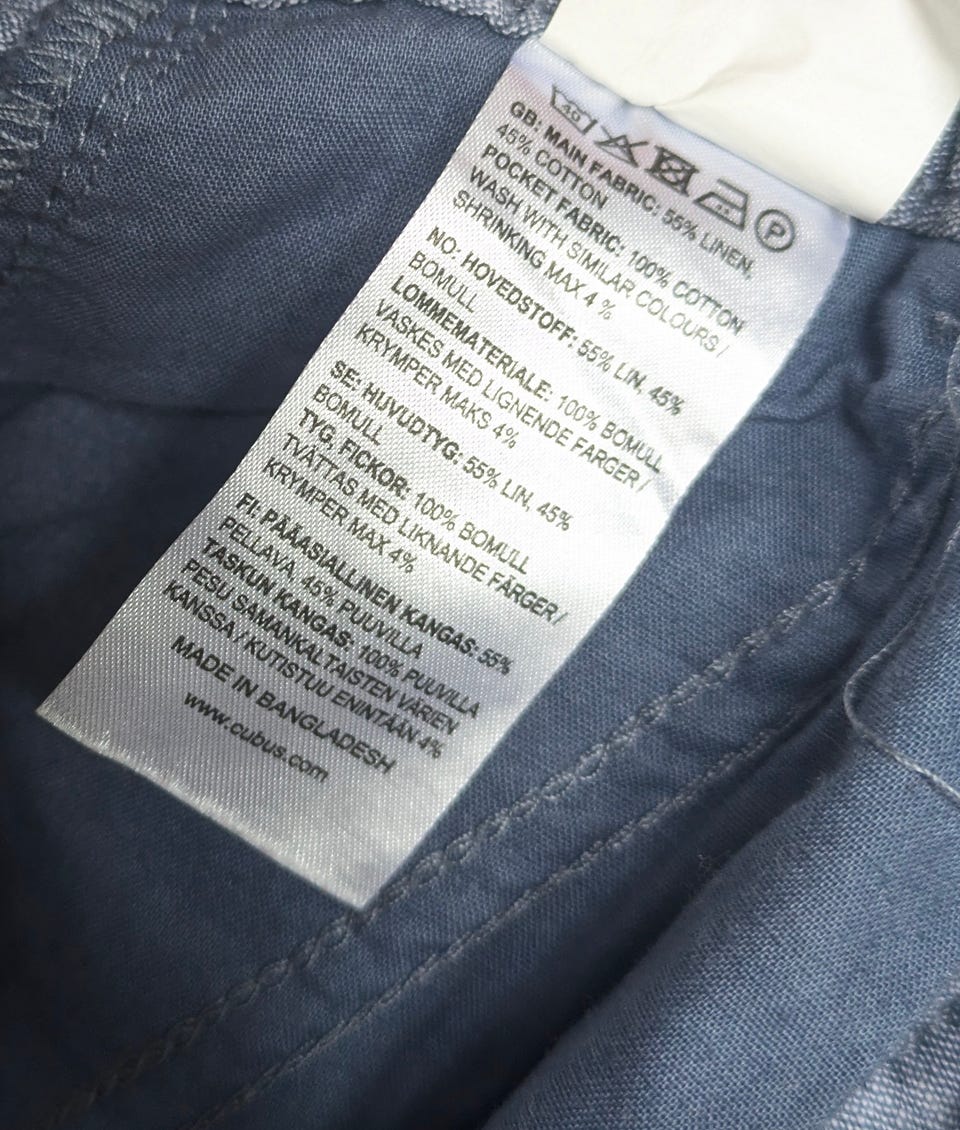 40 P
GB: MAIN FABRIC: 55% LINEN,
45% COTTON
POCKET FABRIC: 100% COTTON
WASH WITH SIMILAR COLOURS /
SHRINKING MAX 4 %
NO: HOVEDSTOFF: 55% LIN, 45%
BOMULL
LOMMEMATERIALE: 100% BOMULL
VASKES MED LIGNENDE FARGER /
KRYMPER MAKS 4%
SE: HUVUDTYG: 55% LIN, 45%
BOMULL
TYG, FICKOR: 100% BOMULL
TVÄTTAS MED LIKNANDE FÄRGER /
KRYMPER MAX 4%
FI: PÄÄASIALLINEN KANGAS: 55%
PELLAVA, 45% PUUVILLA
TASKUN KANGAS: 100% PUUVILLA
PESU SAMANKALTAISTEN VÄRIEN
KANSSA / KUTISTUU ENINTÄÄN 4%
MADE IN BANGLADESH
www.cubus.com